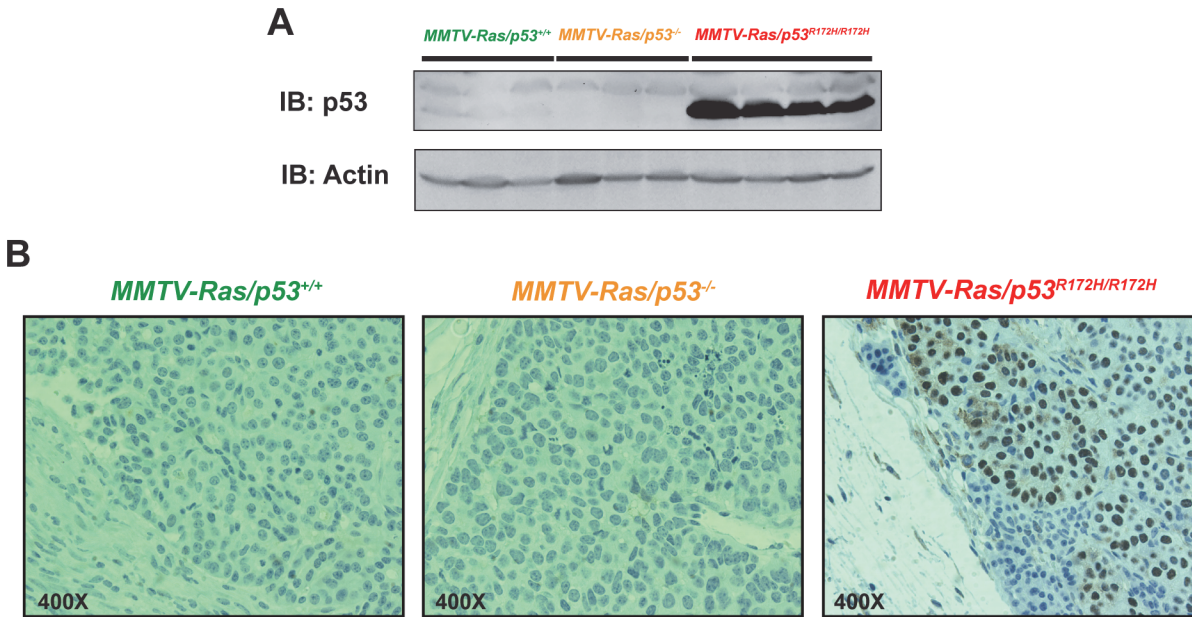 A
MMTV-Ras/p53+/+ MMTV-Ras/p53-/- MMTV-Ras/p53R172H/R172H
IB: p53
IB: Actin
B
MMTV-Ras/p53+/+ MMTV-Ras/p53-/- MMTV-Ras/p53R172H/R172H
400X 400X 400X